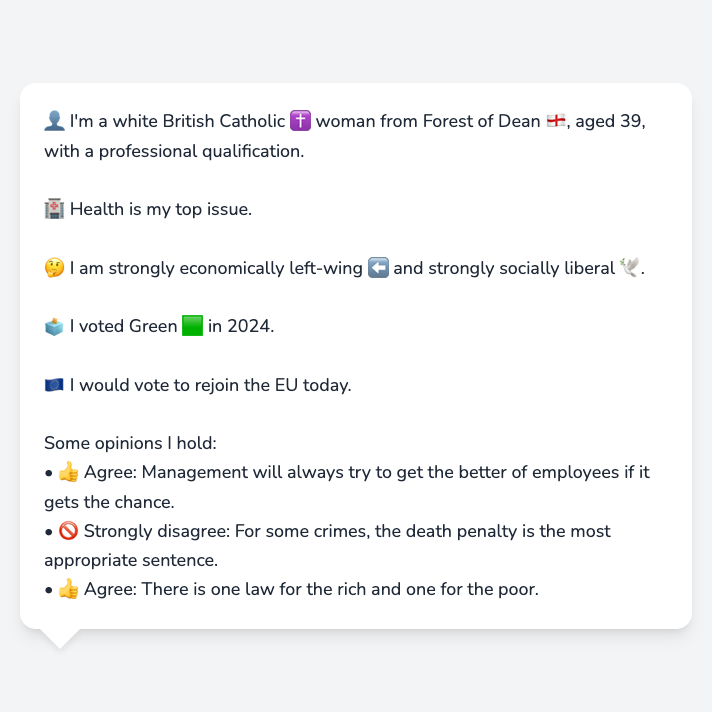 👤 I'm a white British Catholic ✝️ woman from Forest of Dean 🏴󠁧󠁢󠁥󠁮󠁧󠁿, aged 39,
with a professional qualification.
🏥 Health is my top issue.
🤔 I am strongly economically left-wing ⬅️ and strongly socially liberal 🕊️.
🗳️ I voted Green 🟩 in 2024.
🇪🇺 I would vote to rejoin the EU today.
Some opinions I hold:
• 👍 Agree: Management will always try to get the better of employees if it
gets the chance.
• 🚫 Strongly disagree: For some crimes, the death penalty is the most
appropriate sentence.
• 👍 Agree: There is one law for the rich and one for the poor.